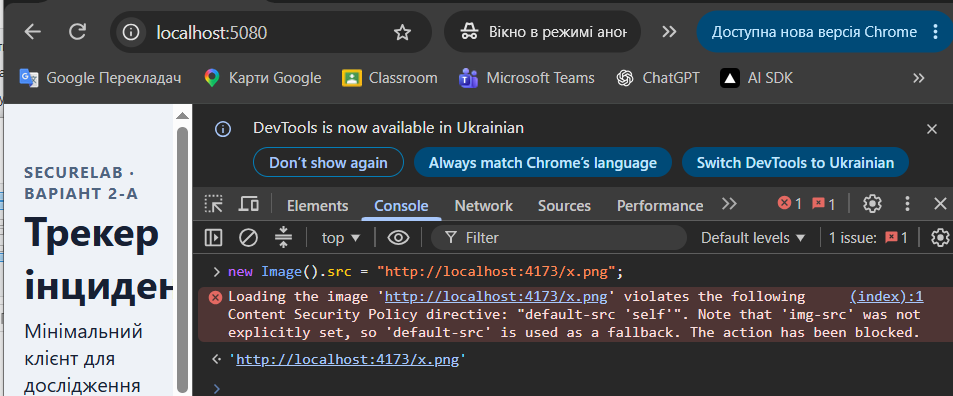 localhost:5080
Вікно в режимі анон
Доступна нова версія Chrome
Google Перекладач
Карти Google
Classroom
Microsoft Teams
ChatGPT
AI SDK
DevTools is now available in Ukrainian
Don't show again
Always match Chrome's language
Switch DevTools to Ukrainian
Elements
Console
Network
Sources
Performance
1
1
top
Filter
Default levels
1 issue:
1
new Image().src = "http://localhost:4173/x.png";
Loading the image 'http://localhost:4173/x.png' violates the following (index):1
Content Security Policy directive: "default-src 'self'". Note that 'img-src' was not
explicitly set, so 'default-src' is used as a fallback. The action has been blocked.
'http://localhost:4173/x.png'
SECURELAB ·
ВАРІАНТ 2-А
Трекер
інциден
Мінімальний
клієнт для
дослідження